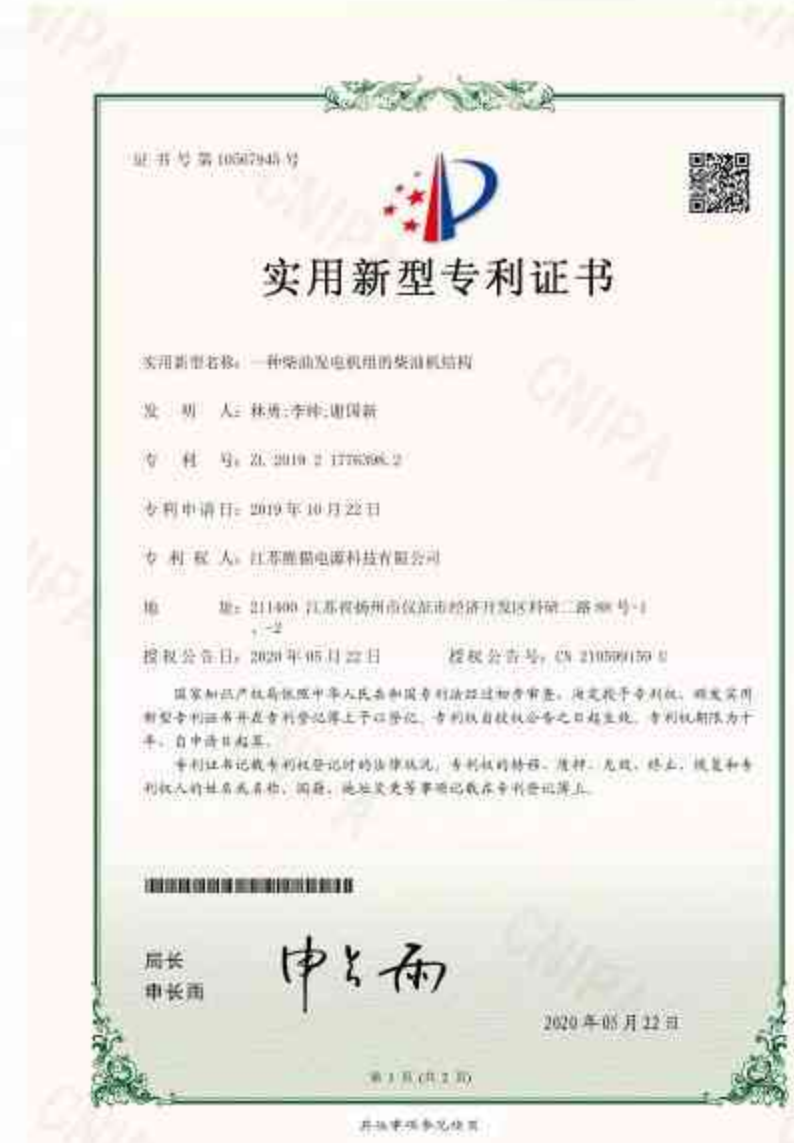 证书号第10567945号
实用新型专利证书
实用新型名称：一种柴油发电机组的柴油机结构
发 明 人：林勇;李帅;谢国新
专 利 号：ZL 2019 2 1776398.2
专利申请日：2019年10月22日
专 利 权 人：江苏熊猫电源科技有限公司
地 址：211400 江苏省扬州市仪征市经济开发区科研二路88号-1
、-2
授权公告日：2020年05月22日 授权公告号：CN 210599159 U
国家知识产权局依照中华人民共和国专利法经过初步审查，决定授予专利权，颁发实用
新型专利证书并在专利登记簿上予以登记。专利权自授权公告之日起生效。专利权期限为十
年，自申请日起算。
专利证书记载专利权登记时的法律状况。专利权的转移、质押、无效、终止、恢复和专
利权人的姓名或名称、国籍、地址变更等事项记载在专利登记簿上。
局长
申长雨
申长雨
2020年05月22日
第 1 页 (共 2 页)
其他事项参见续页
CNIPA
CNIPA
CNIPA
CNIPA